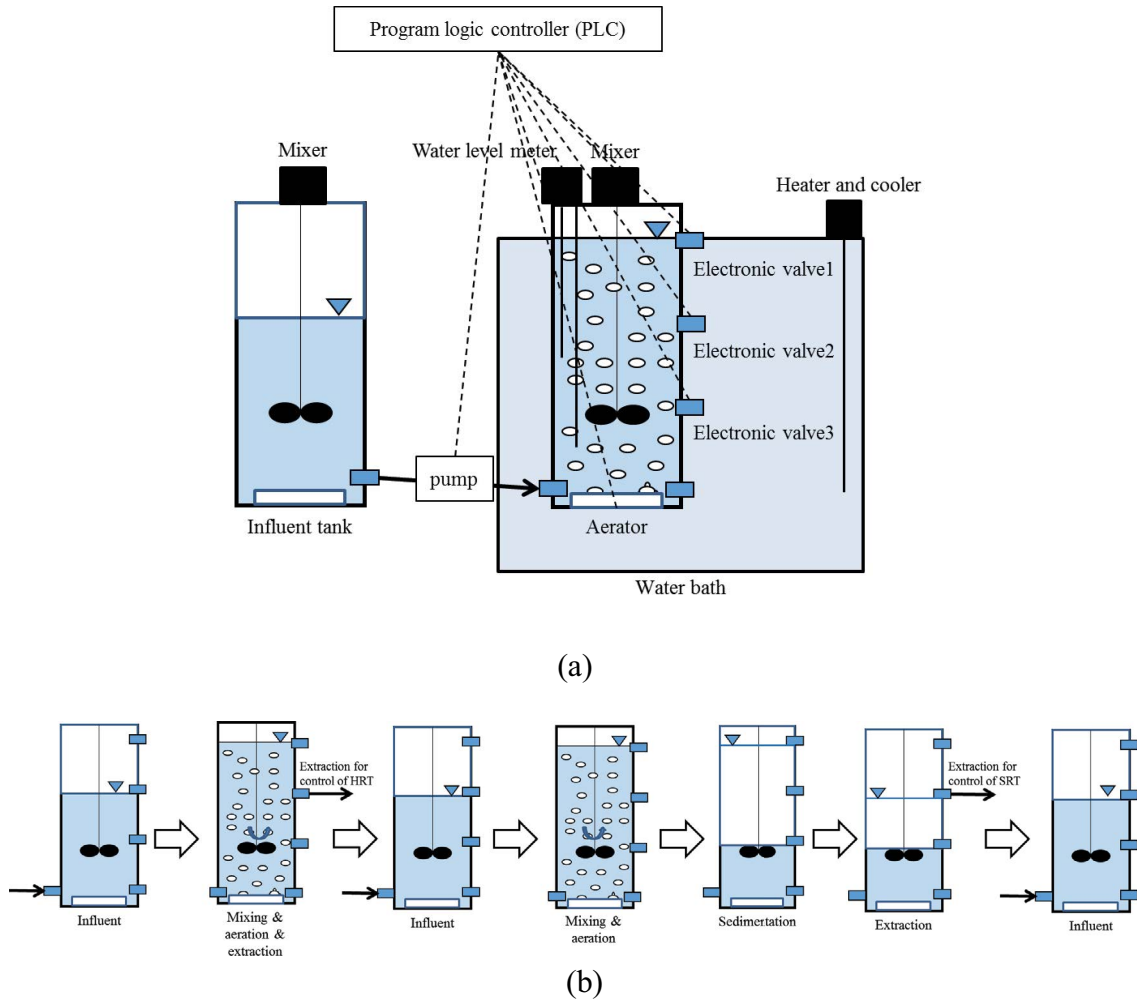 Program logic controller (PLC)
Mixer
Water level meter
Mixer
Heater and cooler
Electronic valve1
Electronic valve2
Electronic valve3
pump
Influent tank
Aerator
Water bath
(a)
Extraction for
control of HRT
Extraction for
control of SRT
Influent
Mixing &
aeration &
extraction
Influent
Mixing &
aeration
Sedimertation
Extraction
Influent
(b)